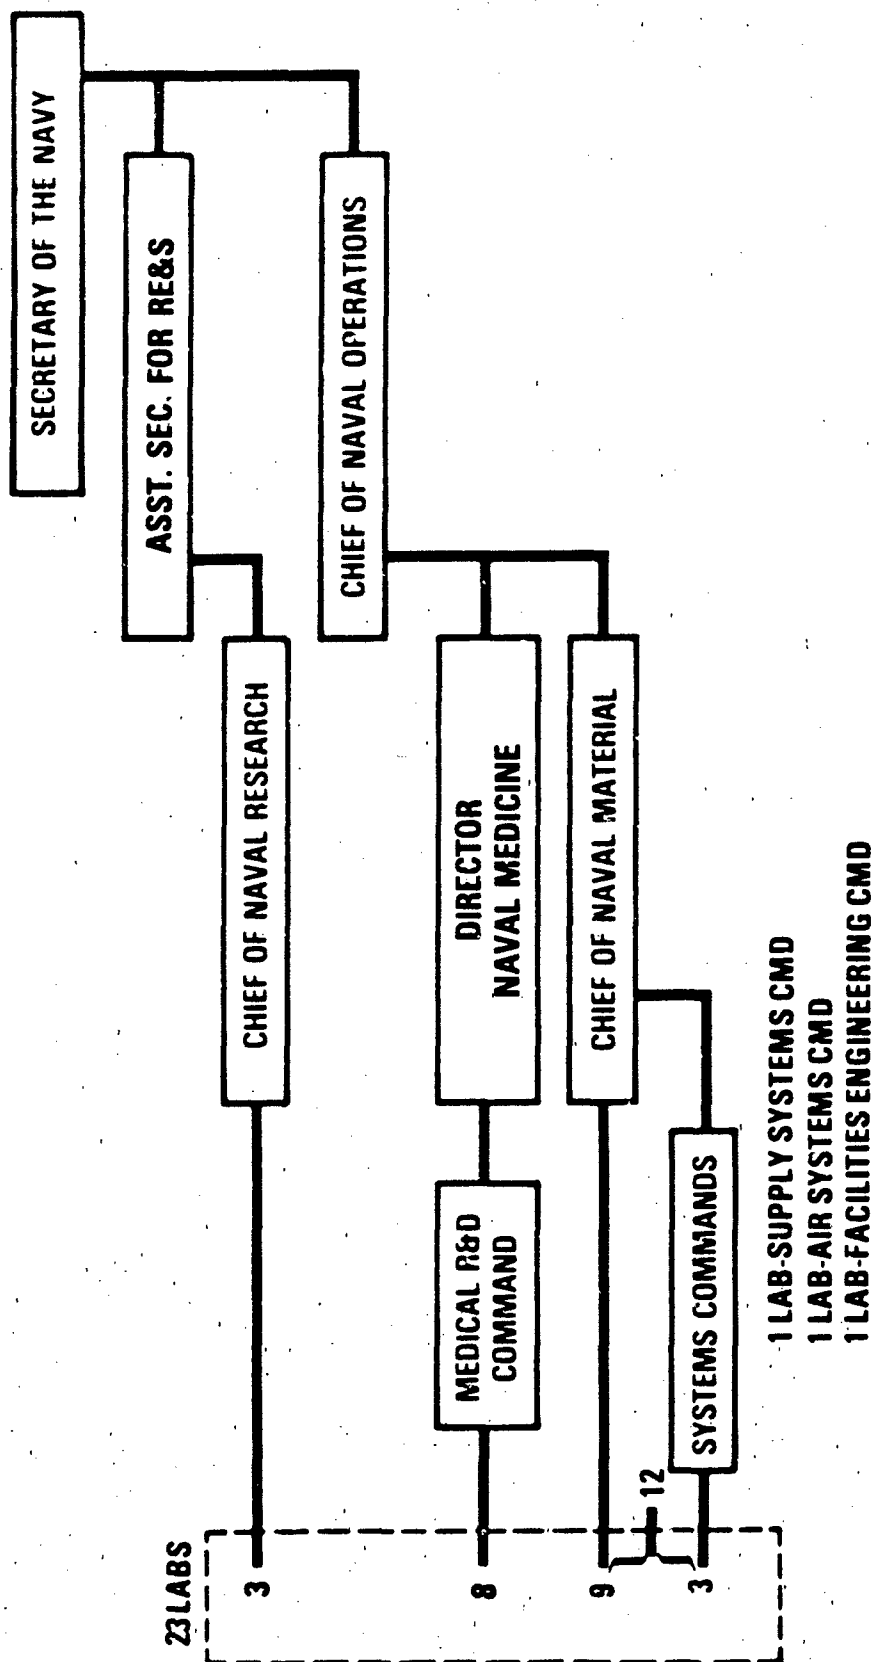 SECRETARY OF THE NAVY
ASST. SEC. FOR RE&S
CHIEF OF NAVAL OPERATIONS
CHIEF OF NAVAL RESEARCH
DIRECTOR
NAVAL MEDICINE
CHIEF OF NAVAL MATERIAL
MEDICAL R&D
COMMAND
SYSTEMS COMMANDS
23 LABS
3
8
9
12
3
1 LAB-SUPPLY SYSTEMS CMD
1 LAB-AIR SYSTEMS CMD
1 LAB-FACILITIES ENGINEERING CMD